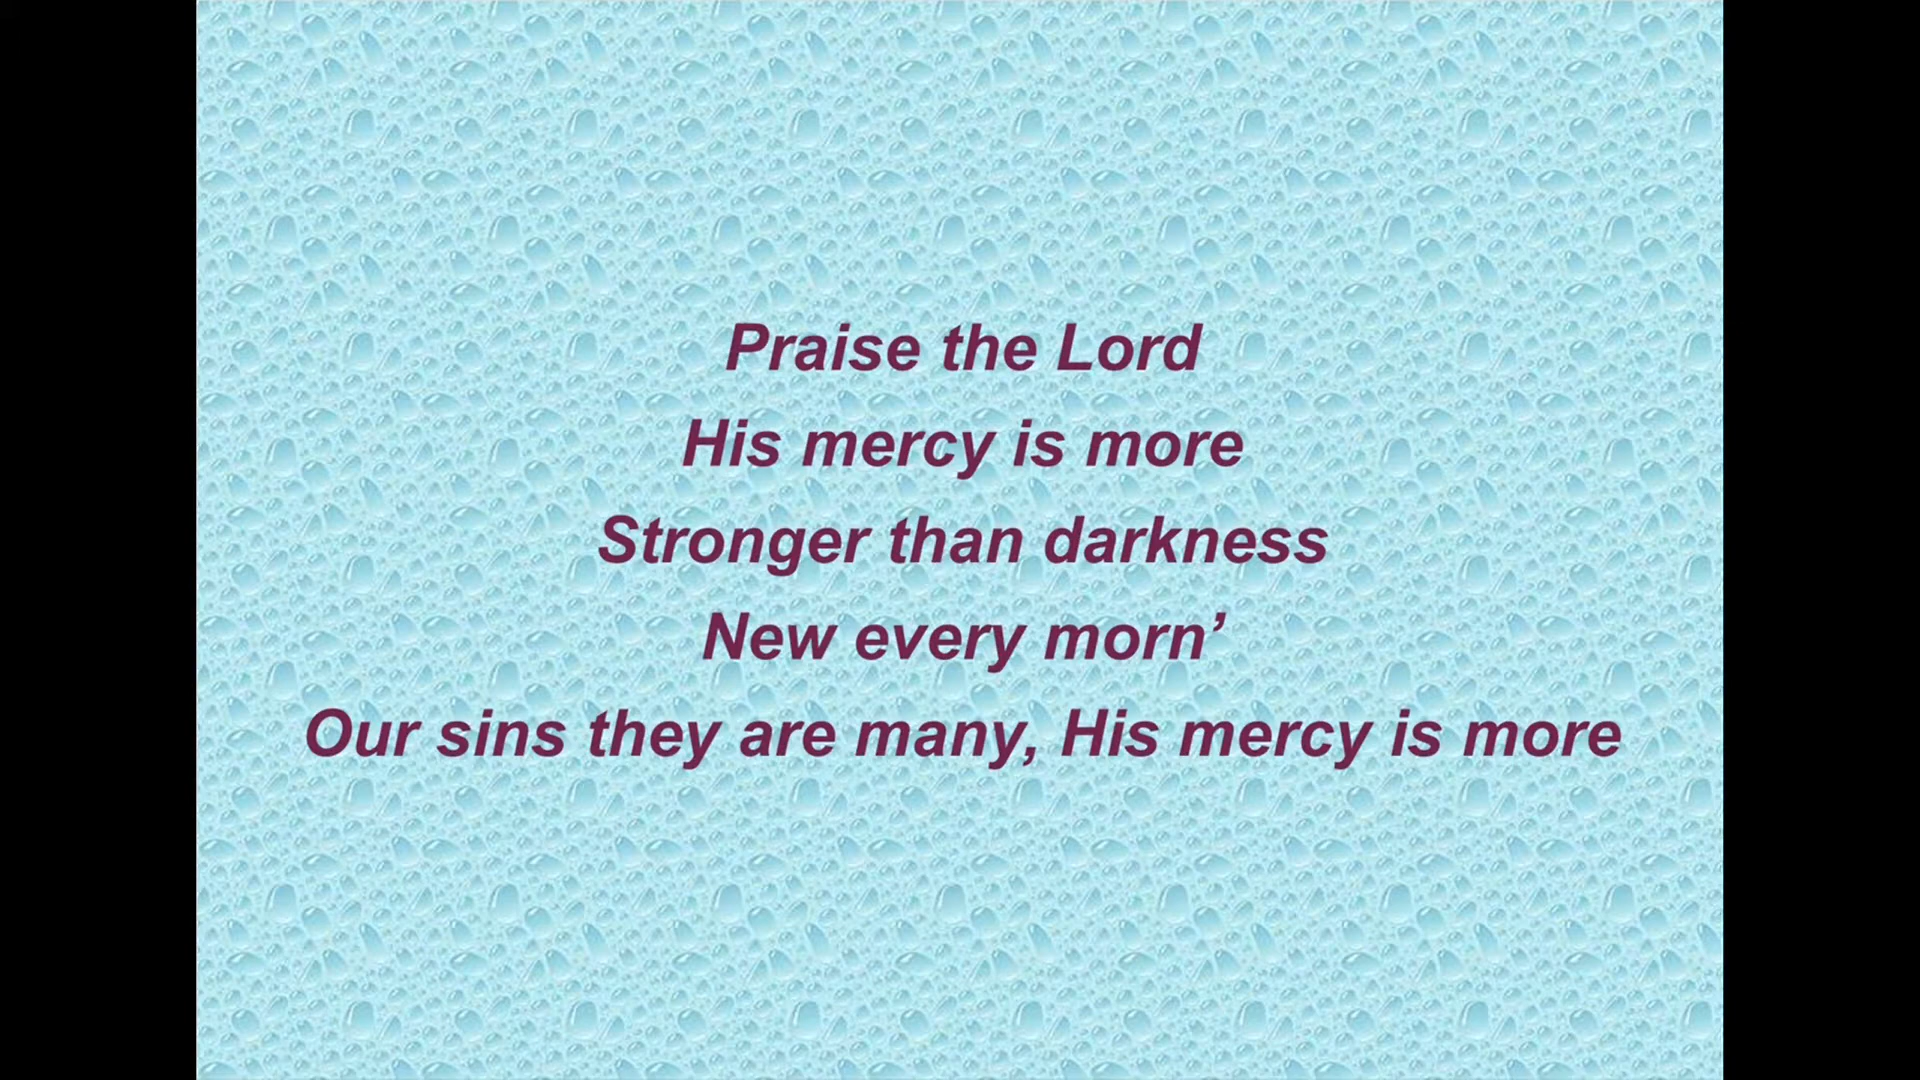 Praise the Lord
His mercy is more
Stronger than darkness
New every morn’
Our sins they are many, His mercy is more